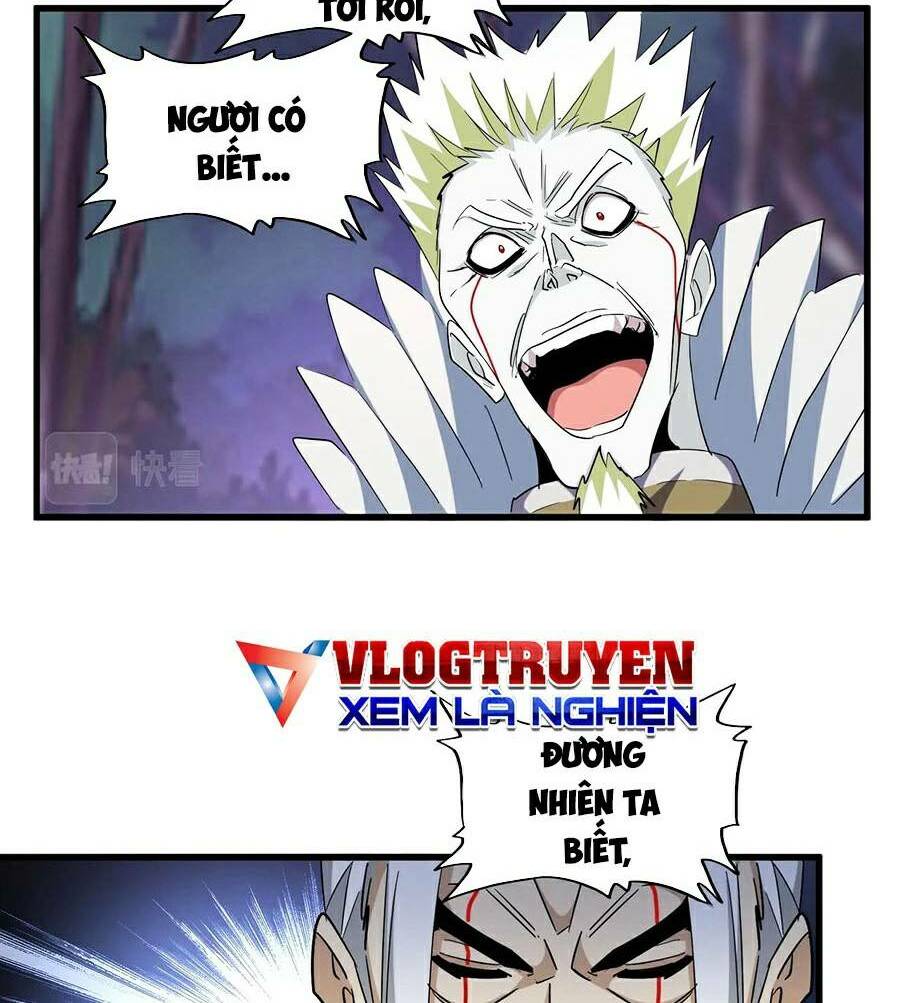 TỚI RỒI,
NGƯƠI CÓ
BIẾT...
快看! 快看
VLOGTRUYEN
XEM LÀ NGHIỆN
ĐƯƠNG
NHIÊN TA
BIẾT,